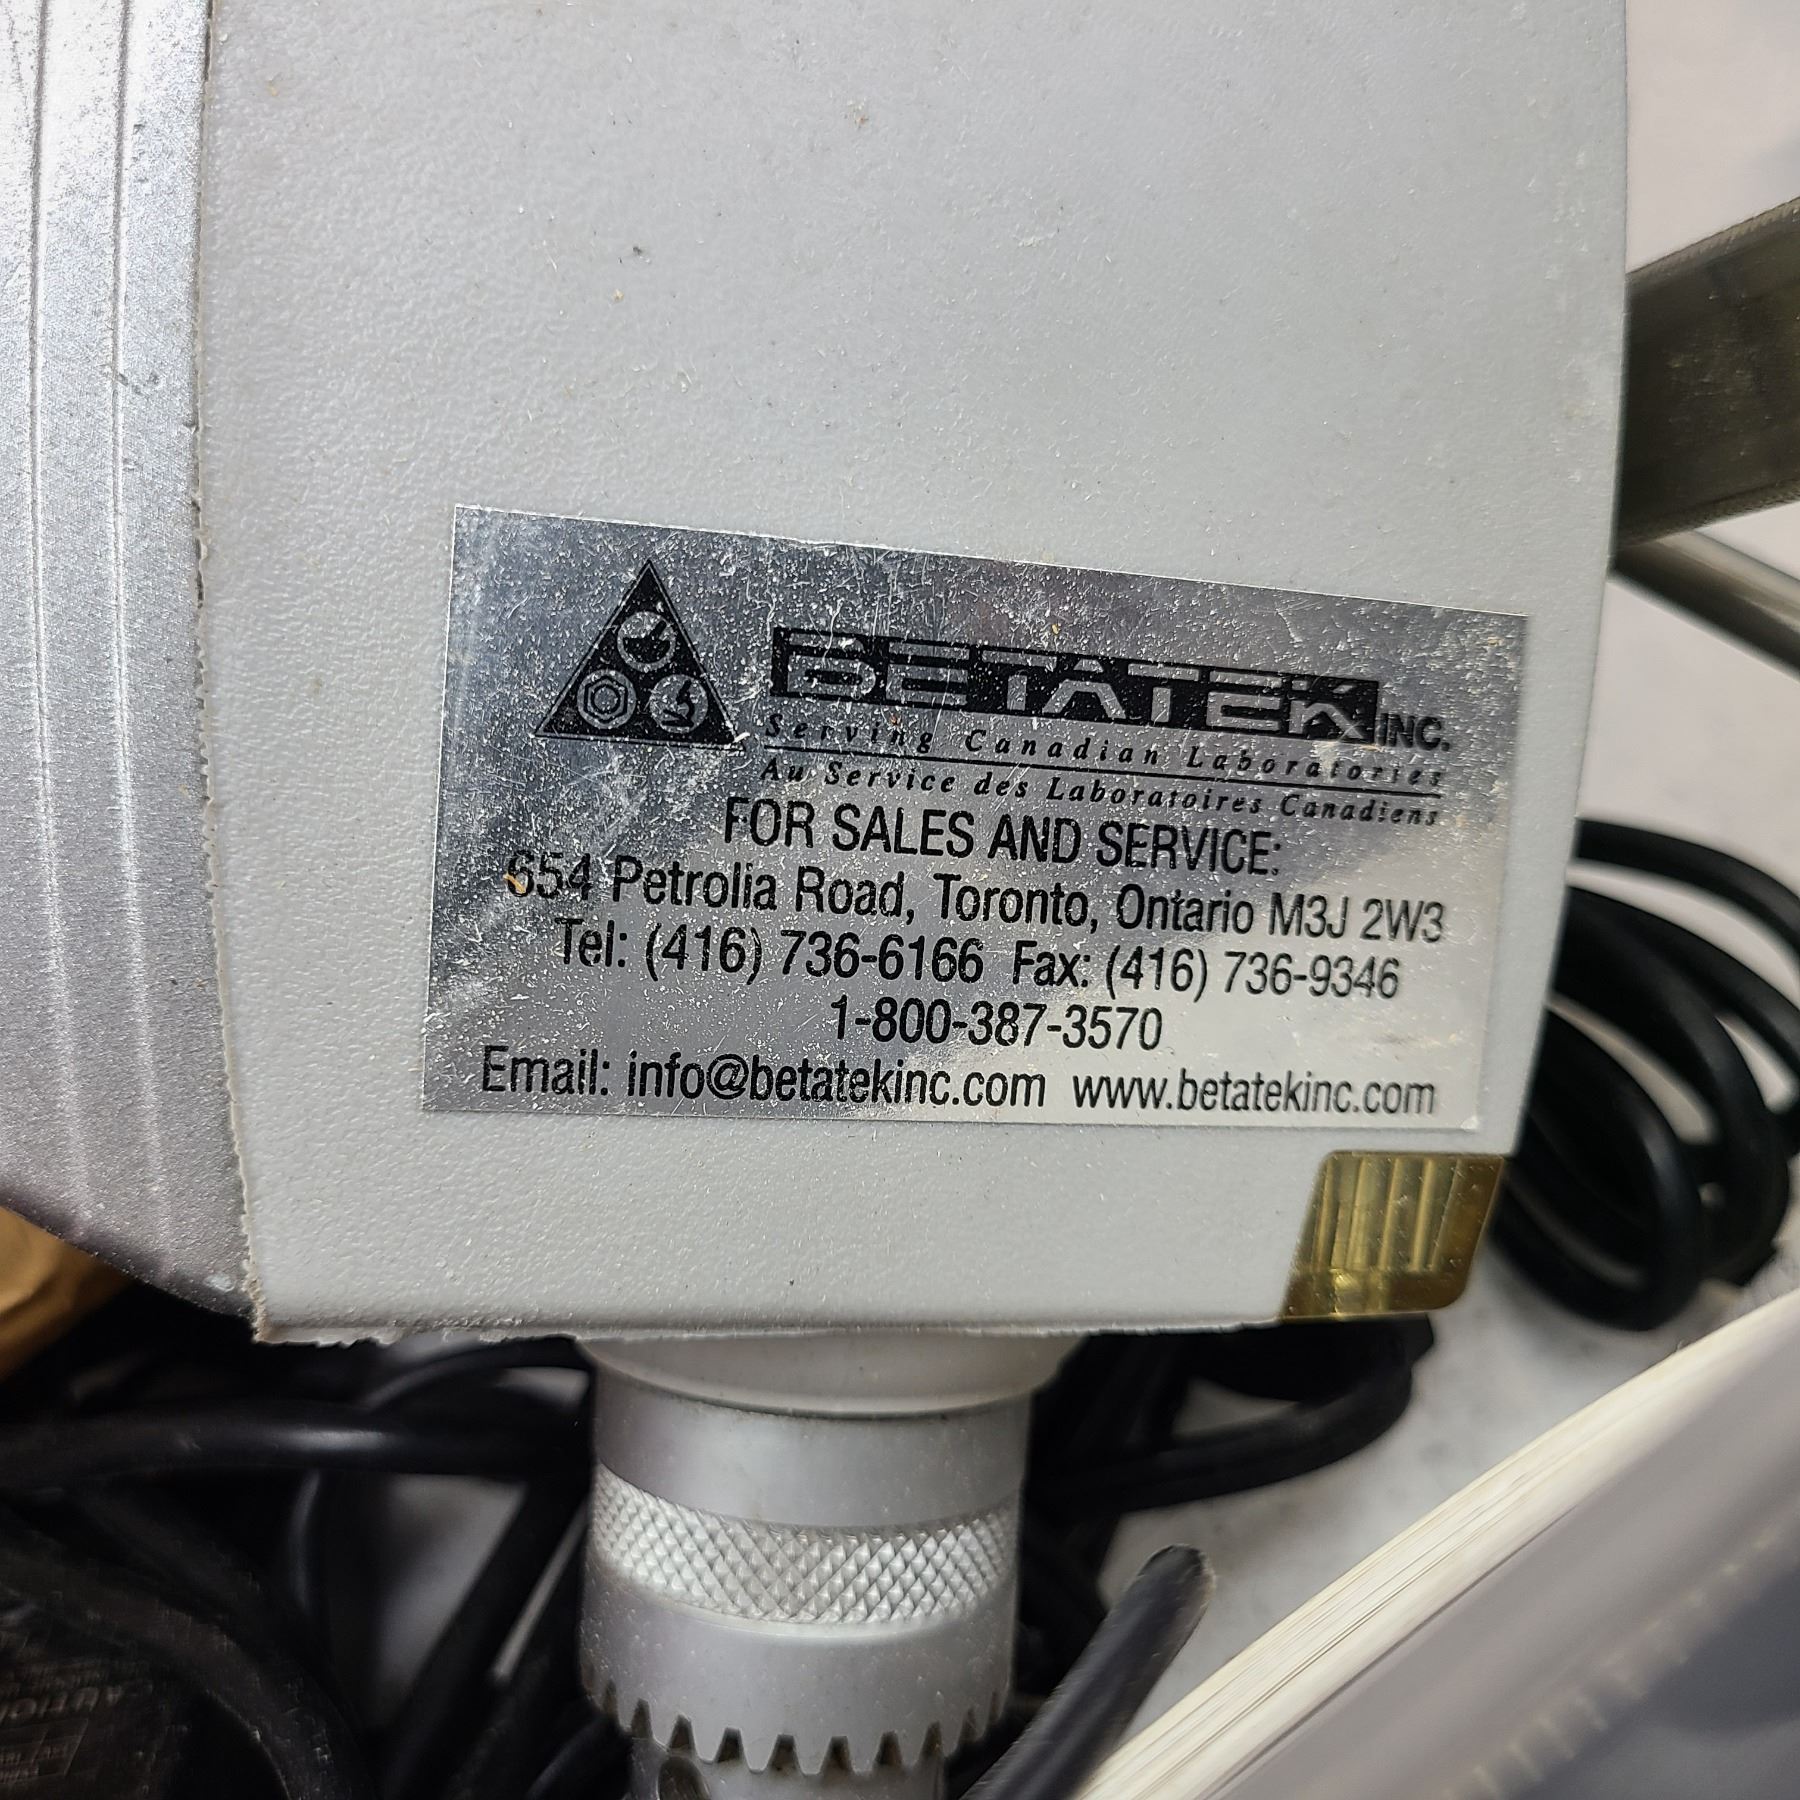 BETATEK INC.
Serving Canadian Laboratories
Au Service des Laboratoires Canadiens
FOR SALES AND SERVICE:
654 Petrolia Road, Toronto, Ontario M3J 2W3
Tel: (416) 736-6166 Fax: (416) 736-9346
1-800-387-3570
Email: info@betatekinc.com www.betatekinc.com